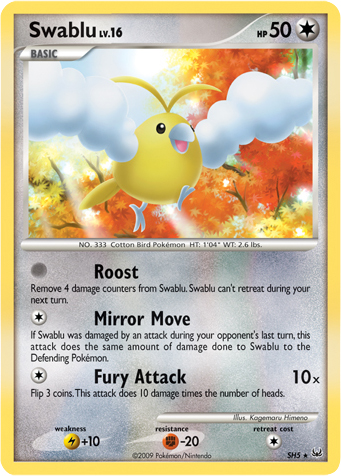 Swablu LV.16 HP 50
BASIC
NO. 333 Cotton Bird Pokémon HT: 1'04" WT: 2.6 lbs.
Roost
Remove 4 damage counters from Swablu. Swablu can't retreat during your
next turn.
Mirror Move
If Swablu was damaged by an attack during your opponent's last turn, this
attack does the same amount of damage done to Swablu to the
Defending Pokémon.
Fury Attack 10×
Flip 3 coins. This attack does 10 damage times the number of heads.
Illus. Kagemaru Himeno
weakness resistance retreat cost
+10 -20
©2009 Pokémon/Nintendo SH5